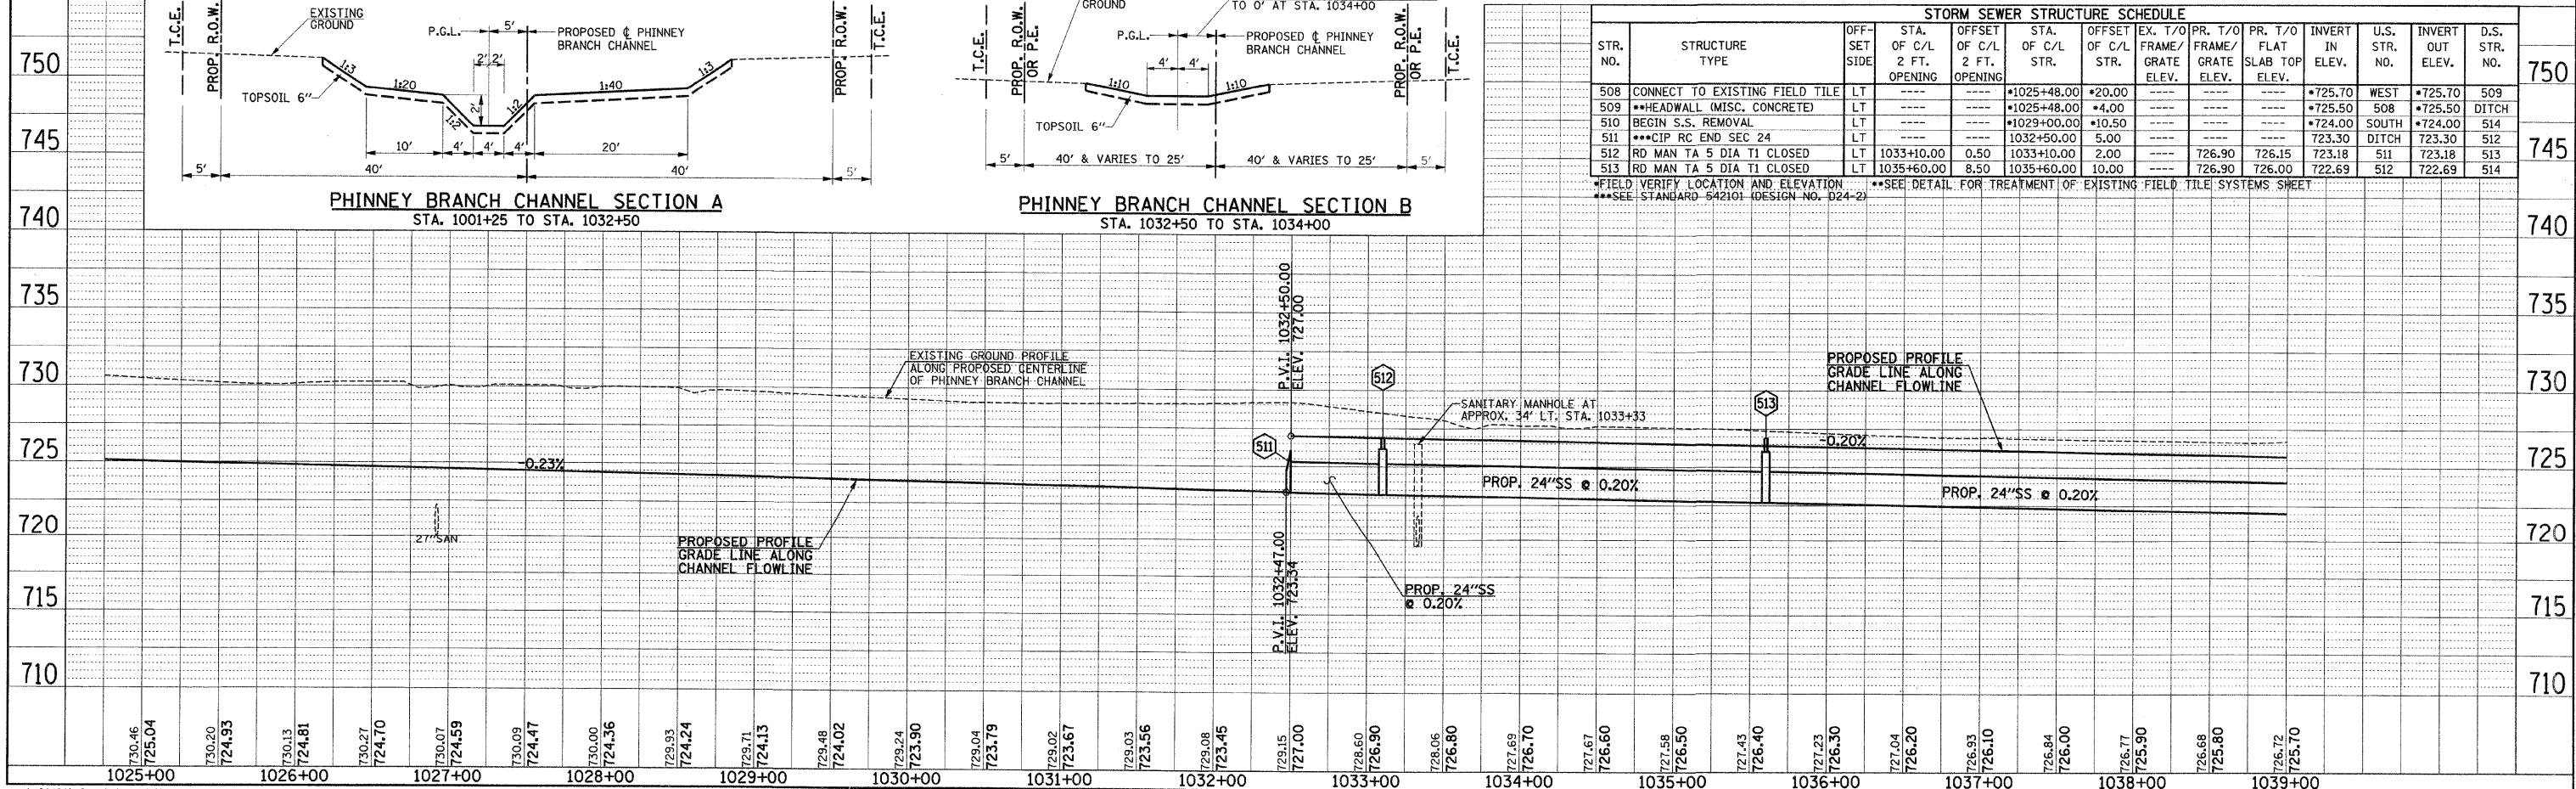 EXISTING
GROUND
T.C.E.
PROP. R.O.W.
P.G.L.
5'
PROPOSED ℄ PHINNEY
BRANCH CHANNEL
2' 2'
1:3
1:20
1:2
2'
1:2
1:40
1:3
TOPSOIL 6"
10' 4' 4' 4' 20'
5' 40' 40' 5'
PROP. R.O.W.
T.C.E.
PHINNEY BRANCH CHANNEL SECTION A
STA. 1001+25 TO STA. 1032+50
T.C.E.
PROP. R.O.W.
OR P.E.
GROUND
TO 0' AT STA. 1034+00
P.G.L.
PROPOSED ℄ PHINNEY
BRANCH CHANNEL
4' 4'
1:10
1:10
TOPSOIL 6"
5' 40' & VARIES TO 25' 40' & VARIES TO 25' 5'
PROP. R.O.W.
OR P.E.
T.C.E.
PHINNEY BRANCH CHANNEL SECTION B
STA. 1032+50 TO STA. 1034+00
STORM SEWER STRUCTURE SCHEDULE
STR. NO. STRUCTURE TYPE OFF-SET SIDE STA. OF C/L 2 FT. OPENING OFFSET OF C/L 2 FT. OPENING STA. OF C/L STR. OFFSET OF C/L STR. EX. T/O FRAME/ GRATE ELEV. PR. T/O FRAME/ GRATE ELEV. PR. T/O FLAT SLAB TOP ELEV. INVERT IN ELEV. U.S. STR. NO. INVERT OUT ELEV. D.S. STR. NO.
508 CONNECT TO EXISTING FIELD TILE LT ---- ---- *1025+48.00 *20.00 ---- ---- ---- *725.70 WEST *725.70 509
509 **HEADWALL (MISC. CONCRETE) LT ---- ---- *1025+48.00 *4.00 ---- ---- ---- *725.50 508 *725.50 DITCH
510 BEGIN S.S. REMOVAL LT ---- ---- *1029+00.00 *10.50 ---- ---- ---- *724.00 SOUTH *724.00 514
511 ***CIP RC END SEC 24 LT ---- ---- 1032+50.00 5.00 ---- ---- ---- 723.30 DITCH 723.30 512
512 RD MAN TA 5 DIA T1 CLOSED LT 1033+10.00 0.50 1033+10.00 2.00 ---- 726.90 726.15 723.18 511 723.18 513
513 RD MAN TA 5 DIA T1 CLOSED LT 1035+60.00 8.50 1035+60.00 10.00 ---- 726.90 726.00 722.69 512 722.69 514
*FIELD VERIFY LOCATION AND ELEVATION **SEE DETAIL FOR TREATMENT OF EXISTING FIELD TILE SYSTEMS SHEET
***SEE STANDARD 542101 (DESIGN NO. D24-2)
750 750
745 745
740 740
735 735
730 730
725 725
720 720
715 715
710 710
EXISTING GROUND PROFILE
ALONG PROPOSED CENTERLINE
OF PHINNEY BRANCH CHANNEL
P.V.I. 1032+50.00
ELEV. 727.00
512
SANITARY MANHOLE AT
APPROX. 34' LT. STA. 1033+33
513
PROPOSED PROFILE
GRADE LINE ALONG
CHANNEL FLOWLINE
511
-0.20%
-0.23%
PROP. 24"SS @ 0.20%
PROP. 24"SS @ 0.20%
27"SAN
PROPOSED PROFILE
GRADE LINE ALONG
CHANNEL FLOWLINE
P.V.I. 1032+47.00
ELEV. 723.34
PROP. 24"SS
@ 0.20%
730.46 725.04
730.20 724.93
730.13 724.81
730.27 724.70
730.07 724.59
730.09 724.47
730.00 724.36
729.93 724.24
729.71 724.13
729.48 724.02
729.24 723.90
729.04 723.79
729.02 723.67
729.03 723.56
729.08 723.45
729.15 727.00
728.60 726.90
728.06 726.80
727.69 726.70
727.67 726.60
727.58 726.50
727.43 726.40
727.23 726.30
727.04 726.20
726.93 726.10
726.84 726.00
726.77 725.90
726.68 725.80
726.72 725.70
1025+00 1026+00 1027+00 1028+00 1029+00 1030+00 1031+00 1032+00 1033+00 1034+00 1035+00 1036+00 1037+00 1038+00 1039+00